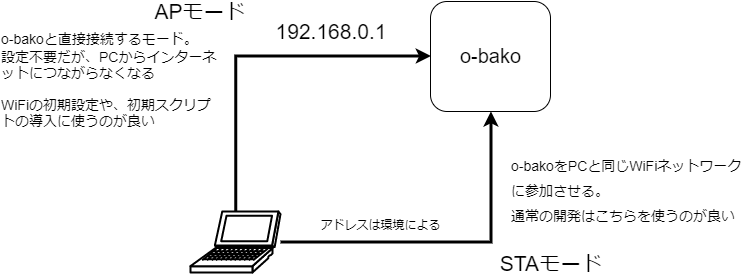 APモード
o-bakoと直接接続するモード。
設定不要だが、PCからインターネ
ットにつながらなくなる
WiFiの初期設定や、初期スクリプ
トの導入に使うのが良い
192.168.0.1
o-bako
o-bakoをPCと同じWiFiネットワーク
に参加させる。
通常の開発はこちらを使うのが良い
アドレスは環境による
STAモード